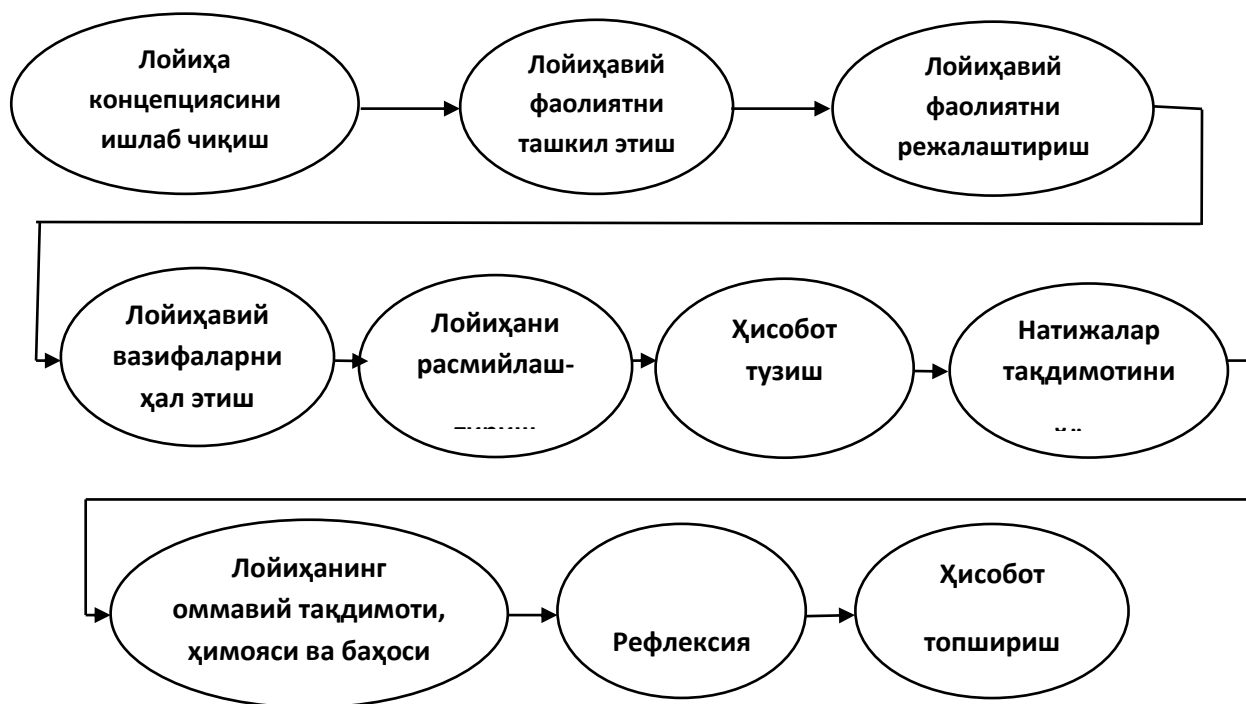 Лойиҳа
концепциясини
ишлаб чиқиш
Лойиҳавий
фаолиятни
ташкил этиш
Лойиҳавий
фаолиятни
режалаштириш
Лойиҳавий
вазифаларни
ҳал этиш
Лойиҳани
расмийлаш-
Ҳисобот
тузиш
Натижалар
тақдимотини
Лойиҳанинг
оммавий тақдимоти,
ҳимояси ва баҳоси
Рефлексия
Ҳисобот
топшириш